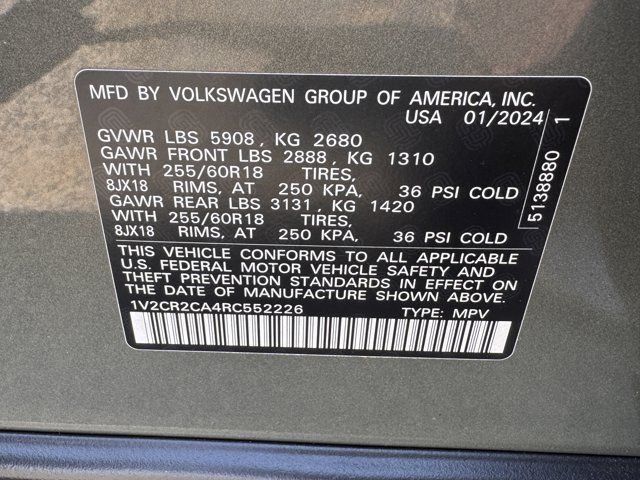 MFD BY VOLKSWAGEN GROUP OF AMERICA, INC.
USA 01/2024
GVWR LBS 5908, KG 2680
GAWR FRONT LBS 2888, KG 1310
WITH 255/60R18 TIRES,
8JX18 RIMS, AT 250 KPA, 36 PSI COLD
GAWR REAR LBS 3131, KG 1420
WITH 255/60R18 TIRES,
8JX18 RIMS, AT 250 KPA, 36 PSI COLD
THIS VEHICLE CONFORMS TO ALL APPLICABLE
U.S. FEDERAL MOTOR VEHICLE SAFETY AND
THEFT PREVENTION STANDARDS IN EFFECT ON
THE DATE OF MANUFACTURE SHOWN ABOVE.
1V2CR2CA4RC552226 TYPE: MPV
5138880 1